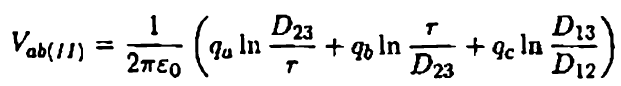 V_{ab(II)} = \frac{1}{2\pi\varepsilon_0} \left( q_a \ln \frac{D_{23}}{r} + q_b \ln \frac{r}{D_{23}} + q_c \ln \frac{D_{13}}{D_{12}} \right)